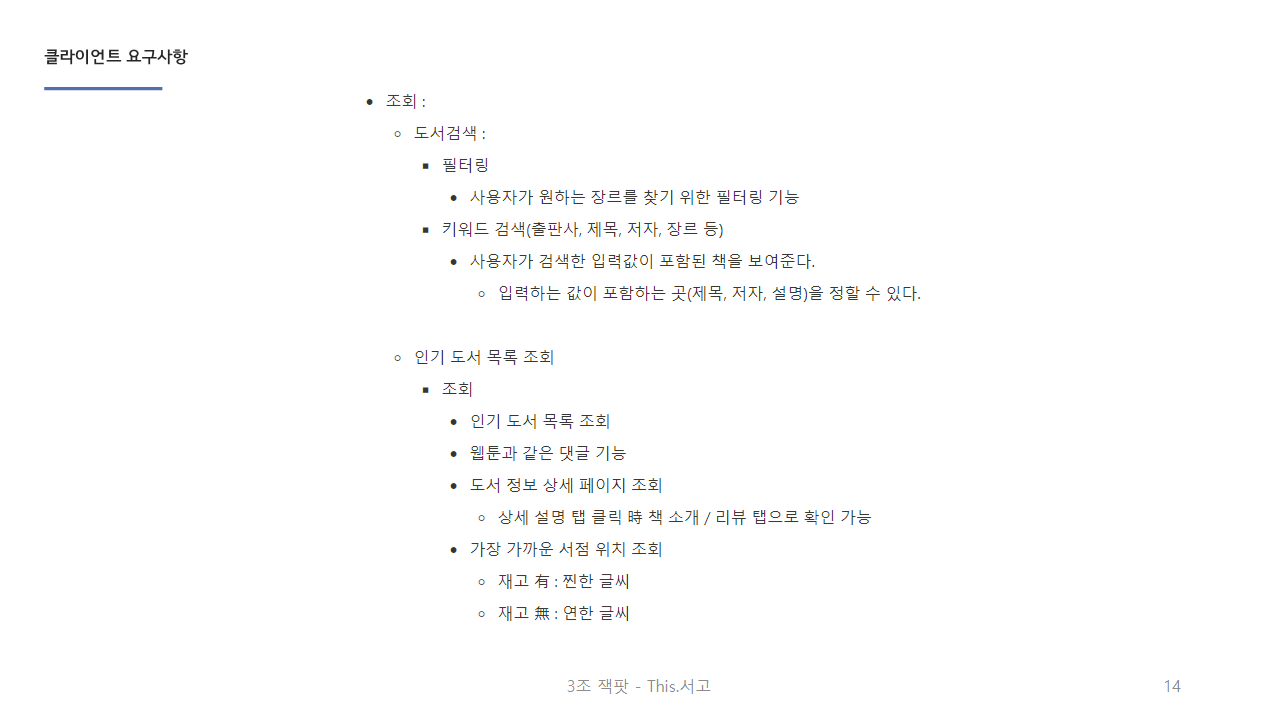 클라이언트 요구사항
• 조회 :
○ 도서검색 :
▪ 필터링
• 사용자가 원하는 장르를 찾기 위한 필터링 기능
▪ 키워드 검색(출판사, 제목, 저자, 장르 등)
• 사용자가 검색한 입력값이 포함된 책을 보여준다.
○ 입력하는 값이 포함하는 곳(제목, 저자, 설명)을 정할 수 있다.
○ 인기 도서 목록 조회
▪ 조회
• 인기 도서 목록 조회
• 웹툰과 같은 댓글 기능
• 도서 정보 상세 페이지 조회
○ 상세 설명 탭 클릭 時 책 소개 / 리뷰 탭으로 확인 가능
• 가장 가까운 서점 위치 조회
○ 재고 有 : 찐한 글씨
○ 재고 無 : 연한 글씨
3조 잭팟 - This.서고
14